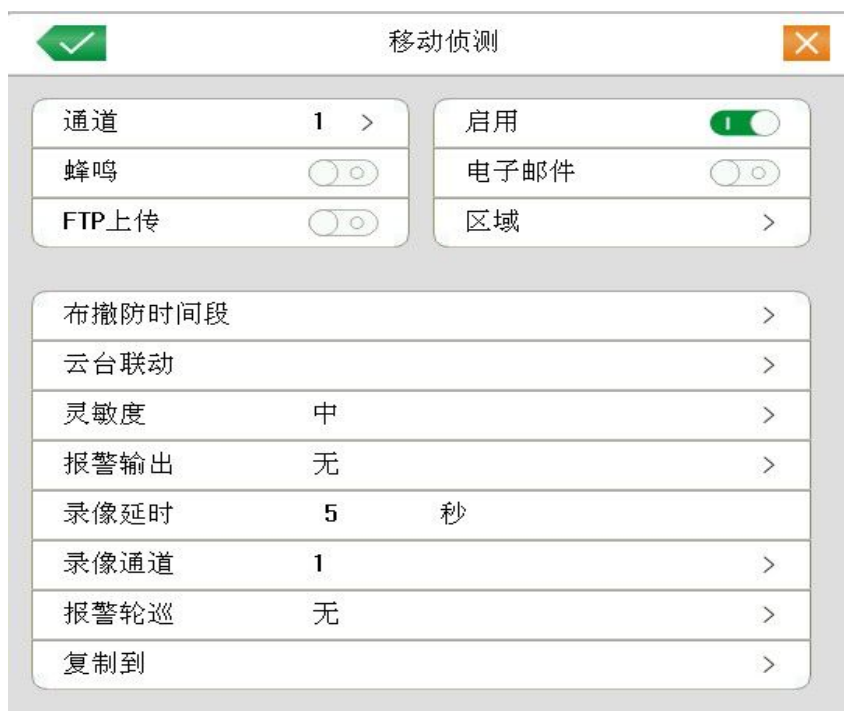 移动侦测
通道 1 >
启用
蜂鸣
电子邮件
FTP上传
区域 >
布撤防时间段 >
云台联动 >
灵敏度 中 >
报警输出 无 >
录像延时 5 秒
录像通道 1 >
报警轮巡 无 >
复制到 >